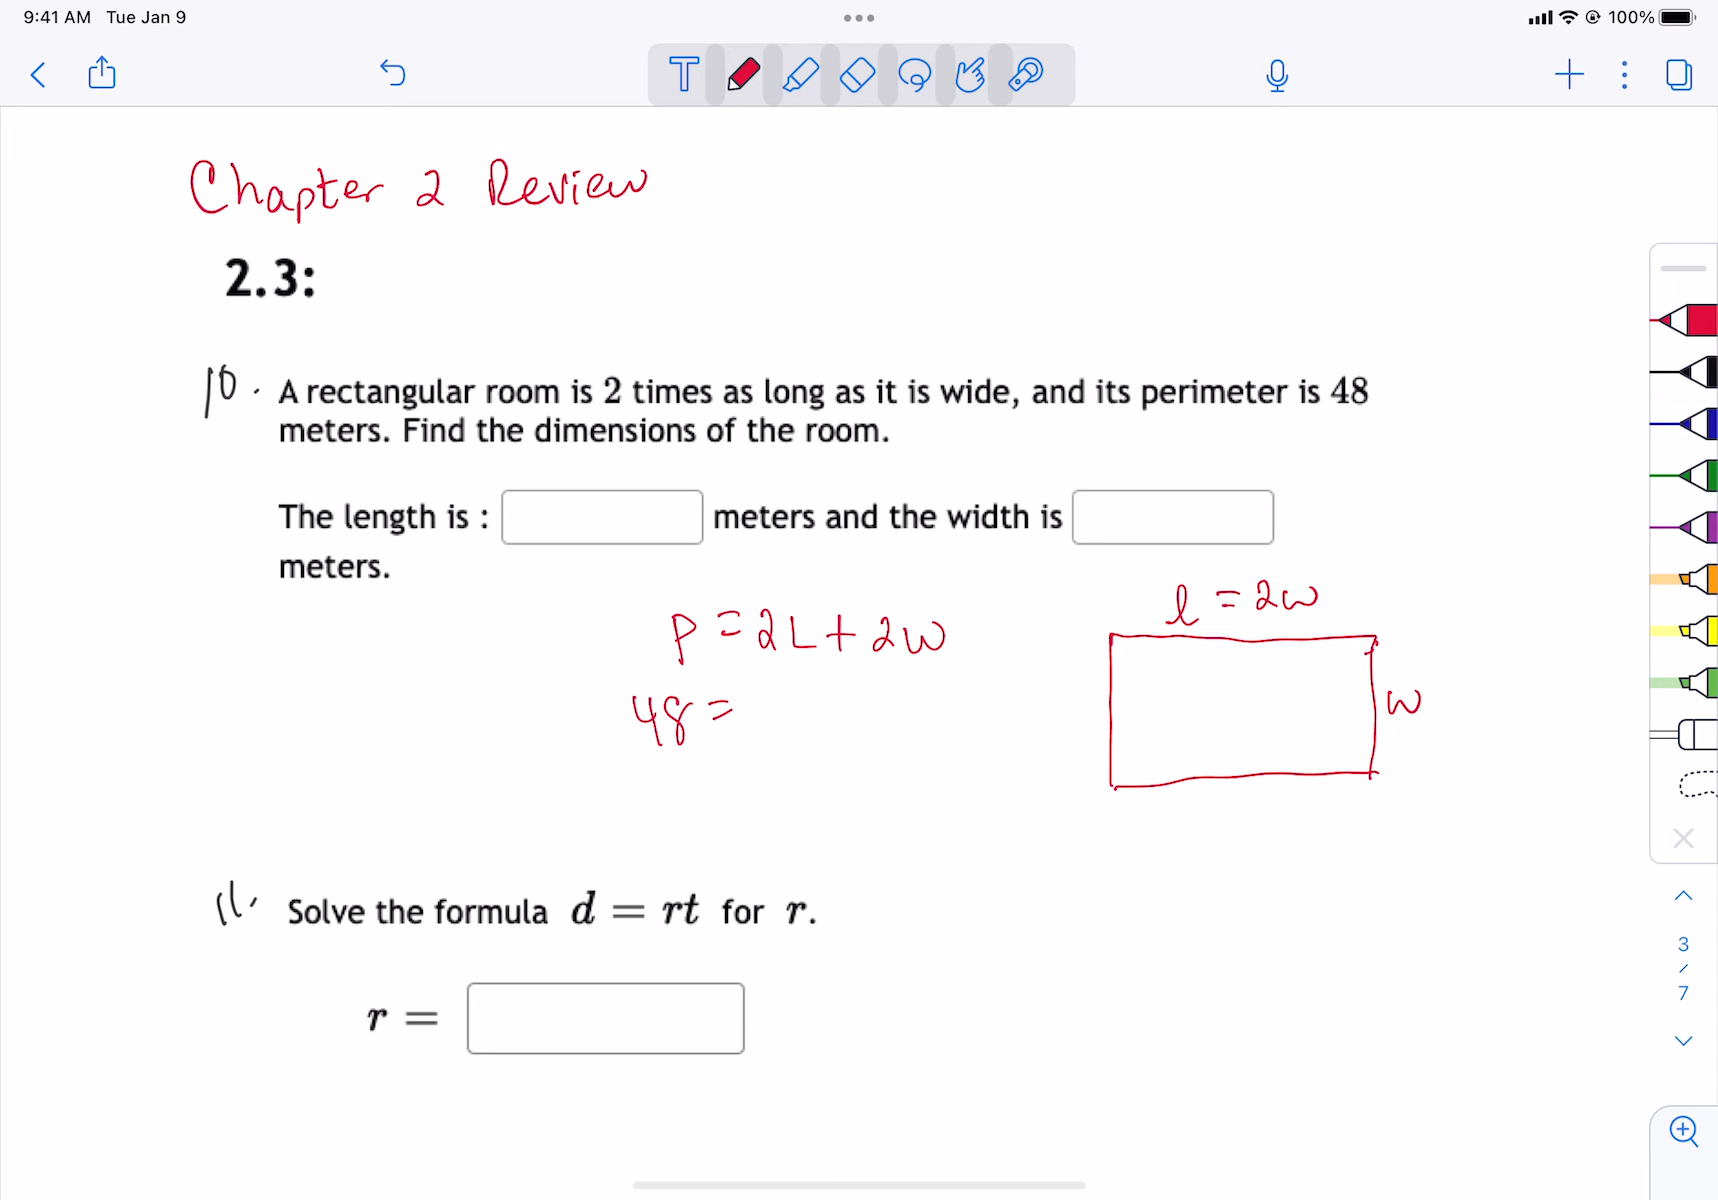 9:41 AM Tue Jan 9
100%
T
Chapter 2 Review
2.3:
10. A rectangular room is 2 times as long as it is wide, and its perimeter is 48
meters. Find the dimensions of the room.
The length is : meters and the width is
meters.
l = 2w
P = 2L + 2W
48 =
w
11. Solve the formula d = rt for r.
r =
3
/
7